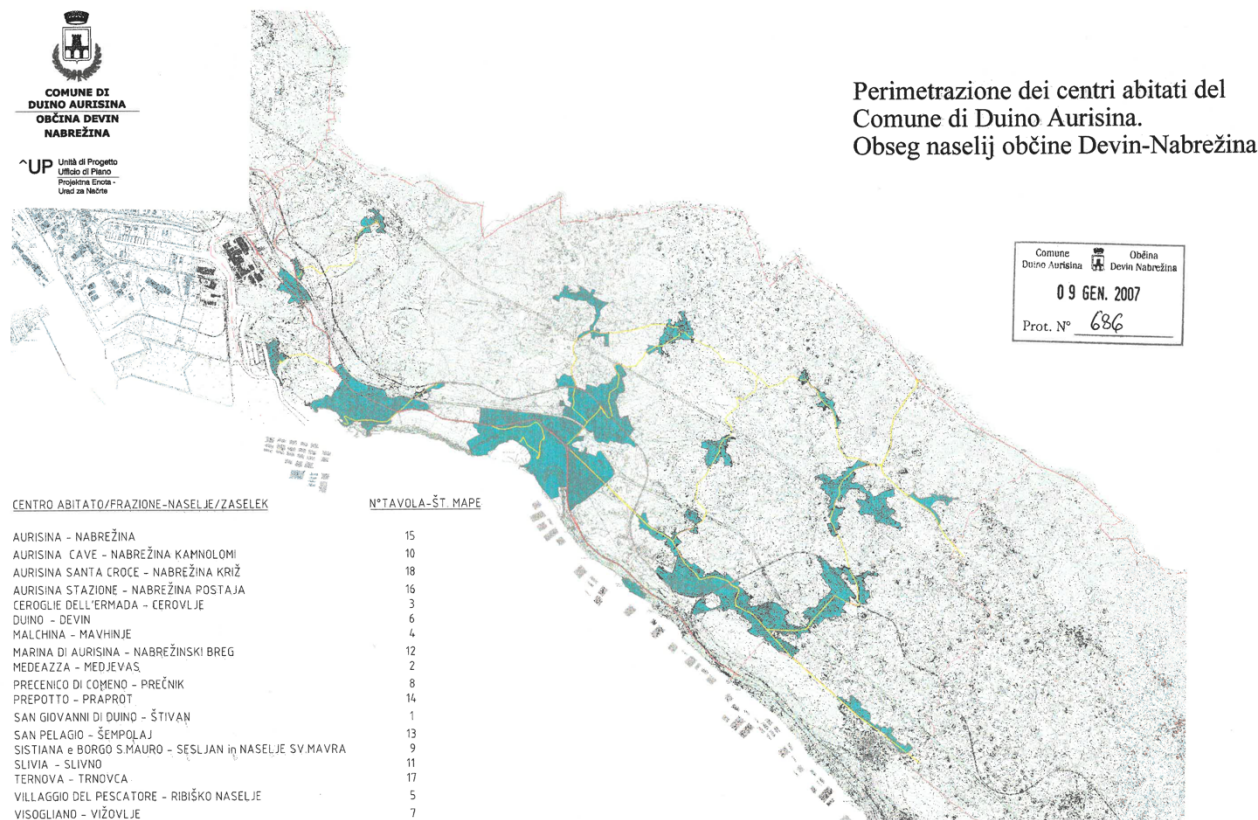 COMUNE DI
DUINO AURISINA
OBČINA DEVIN
NABREŽINA
^UP Unità di Progetto
Ufficio di Piano
Projektna Enota -
Urad za Načrte
Perimetrazione dei centri abitati del
Comune di Duino Aurisina.
Obseg naselij občine Devin-Nabrežina
Comune Občina
Duino Aurisina Devin Nabrežina
09 GEN. 2007
Prot. N° 686
CENTRO ABITATO/FRAZIONE-NASELJE/ZASELEK N°TAVOLA-ŠT. MAPE
AURISINA - NABREŽINA 15
AURISINA CAVE - NABREŽINA KAMNOLOMI 10
AURISINA SANTA CROCE - NABREŽINA KRIŽ 18
AURISINA STAZIONE - NABREŽINA POSTAJA 16
CEROGLIE DELL'ERMADA - CEROVLJE 3
DUINO - DEVIN 6
MALCHINA - MAVHINJE 4
MARINA DI AURISINA - NABREŽINSKI BREG 12
MEDEAZZA - MEDJEVAS 2
PRECENICO DI COMENO - PREČNIK 8
PREPOTTO - PRAPROT 14
SAN GIOVANNI DI DUINO - ŠTIVAN 1
SAN PELAGIO - ŠEMPOLAJ 13
SISTIANA e BORGO S.MAURO - SESLJAN in NASELJE SV.MAVRA 9
SLIVIA - SLIVNO 11
TERNOVA - TRNOVCA 17
VILLAGGIO DEL PESCATORE - RIBIŠKO NASELJE 5
VISOGLIANO - VIŽOVLJE 7